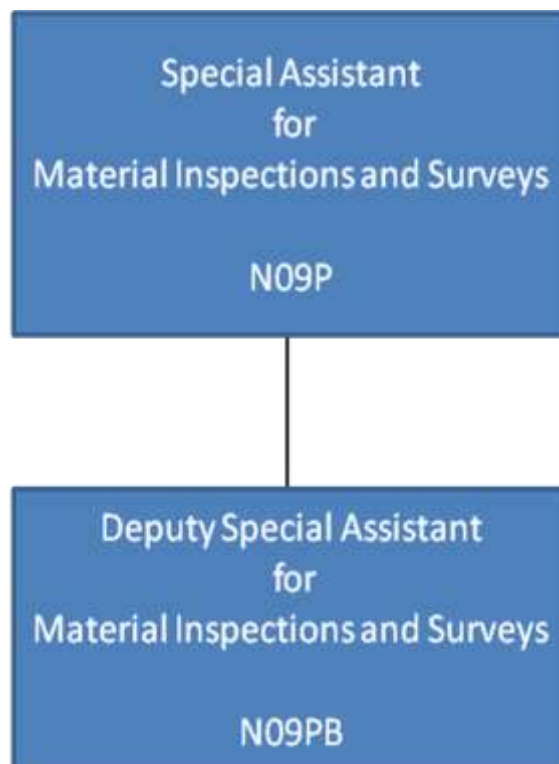 Special Assistant
for
Material Inspections and Surveys
N09P
Deputy Special Assistant
for
Material Inspections and Surveys
N09PB